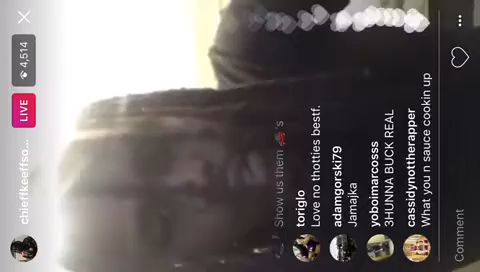 chieffkeeffso...
LIVE
4,514
Show us them 's
toriglo
Love no thotties bestf.
adamgorski79
Jamajka
yoboimarcosss
3HUNNA BUCK REAL
cassidynottherapper
What you n sauce cookin up
Comment